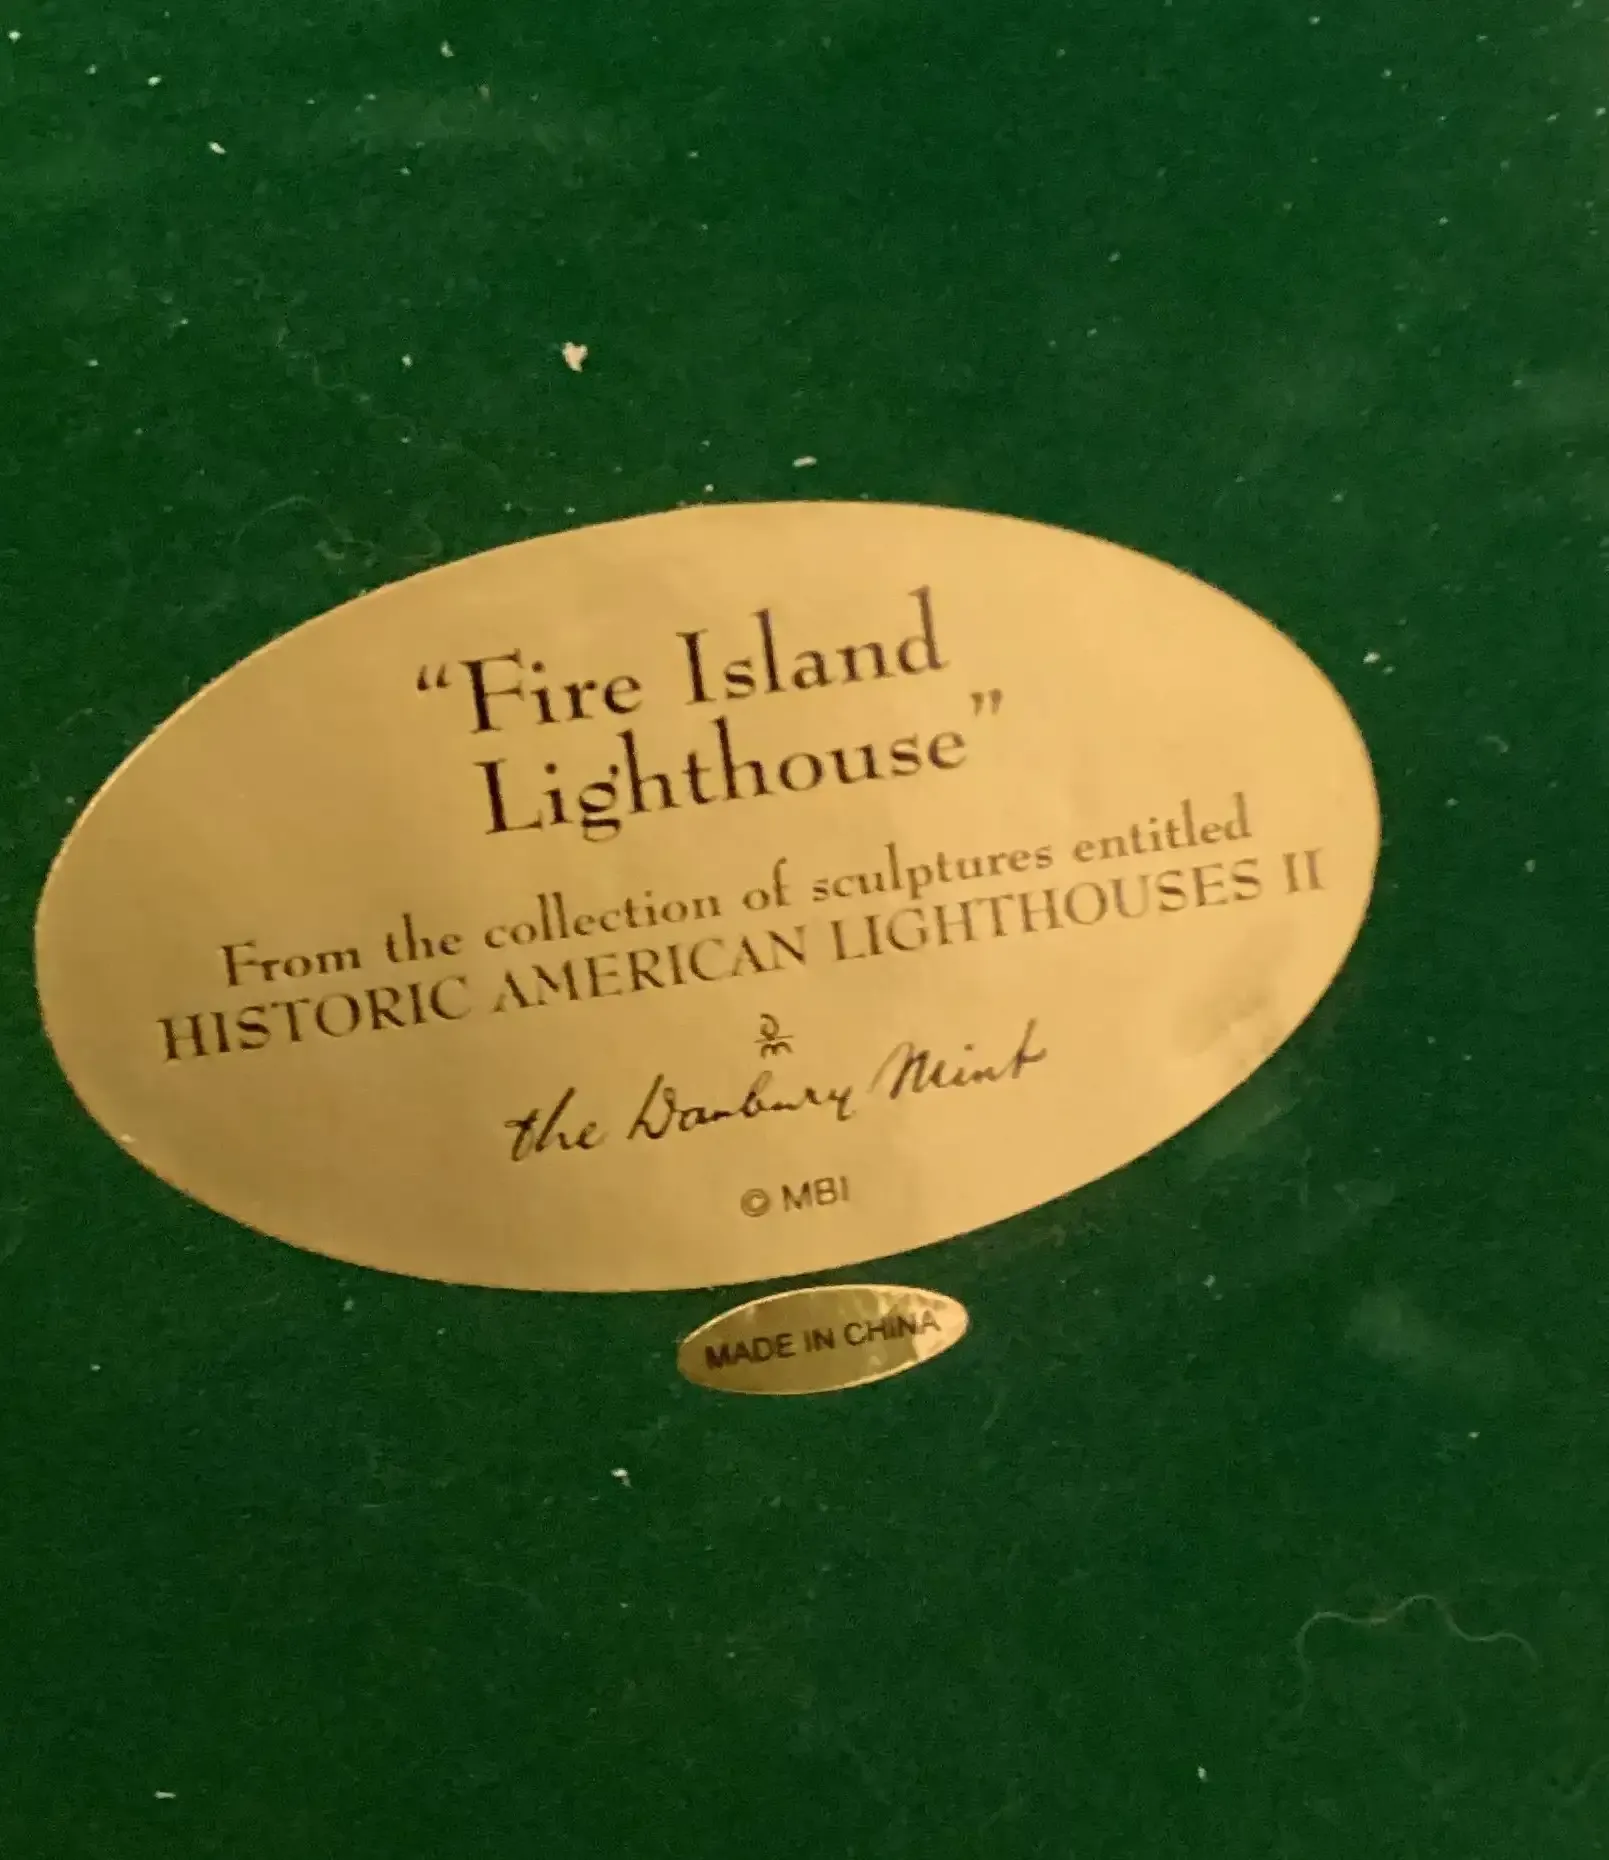 “Fire Island
Lighthouse”
From the collection of sculptures entitled
HISTORIC AMERICAN LIGHTHOUSES II
DM
the Danbury Mint
© MBI
MADE IN CHINA